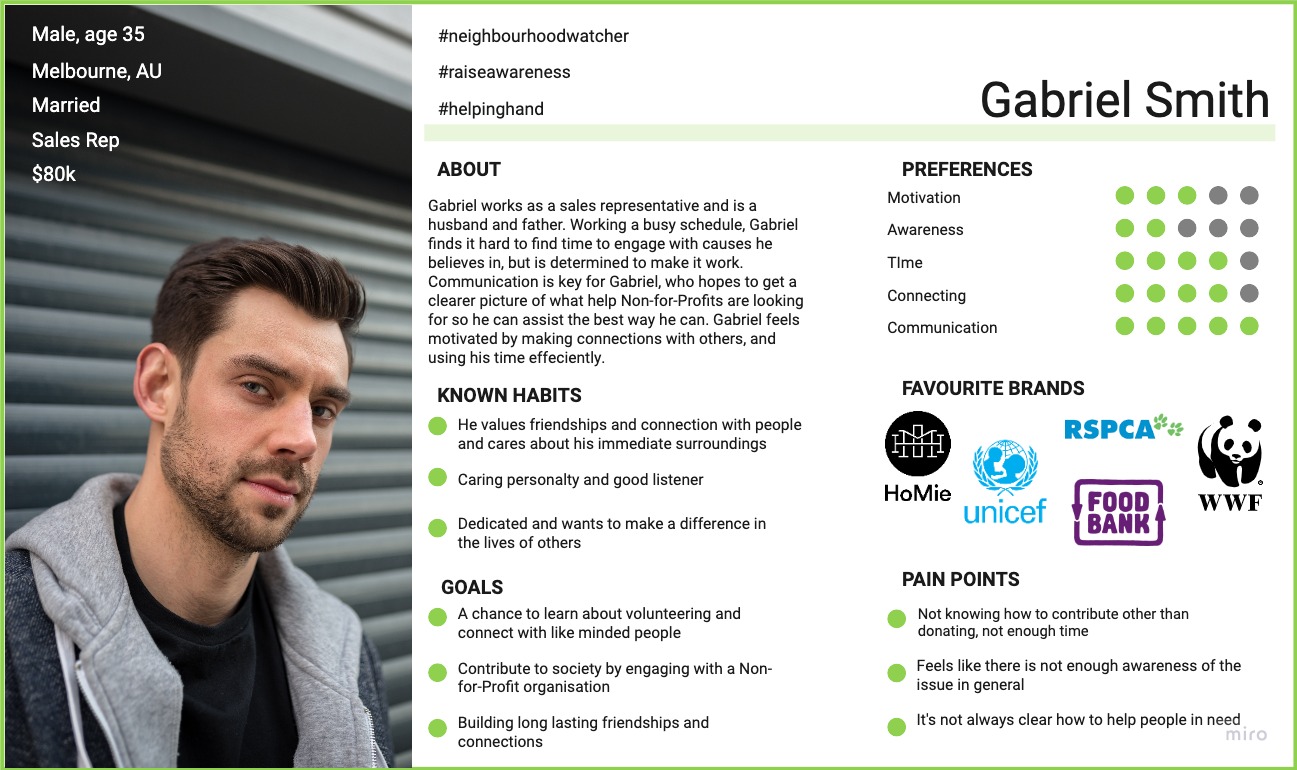 Male, age 35
Melbourne, AU
Married
Sales Rep
$80k
#neighbourhoodwatcher
#raiseawareness
#helpinghand
Gabriel Smith
ABOUT
Gabriel works as a sales representative and is a
husband and father. Working a busy schedule, Gabriel
finds it hard to find time to engage with causes he
believes in, but is determined to make it work.
Communication is key for Gabriel, who hopes to get a
clearer picture of what help Non-for-Profits are looking
for so he can assist the best way he can. Gabriel feels
motivated by making connections with others, and
using his time effeciently.
KNOWN HABITS
He values friendships and connection with people
and cares about his immediate surroundings
Caring personalty and good listener
Dedicated and wants to make a difference in
the lives of others
GOALS
A chance to learn about volunteering and
connect with like minded people
Contribute to society by engaging with a Non-
for-Profit organisation
Building long lasting friendships and
connections
PREFERENCES
Motivation
Awareness
TIme
Connecting
Communication
FAVOURITE BRANDS
HoMie
unicef
RSPCA
FOOD
BANK
WWF
PAIN POINTS
Not knowing how to contribute other than
donating, not enough time
Feels like there is not enough awareness of the
issue in general
It's not always clear how to help people in need
miro